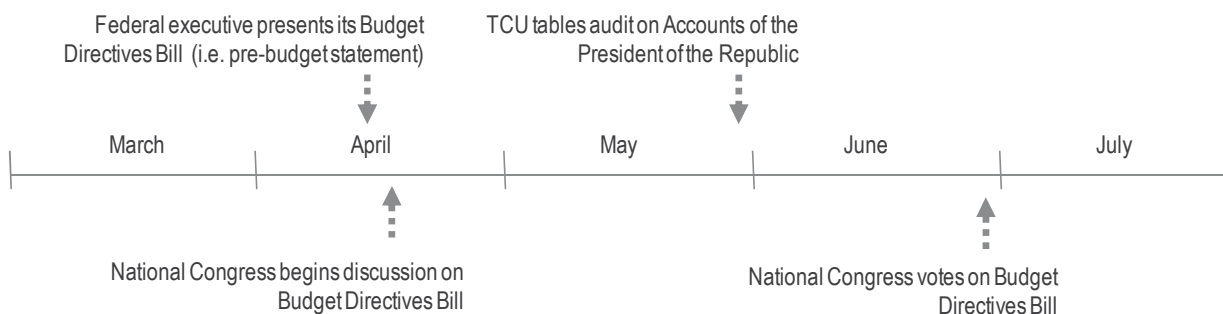 Federal executive presents its Budget
Directives Bill (i.e. pre-budget statement)
TCU tables audit on Accounts of the
President of the Republic
March
April
May
June
July
National Congress begins discussion on
Budget Directives Bill
National Congress votes on Budget
Directives Bill